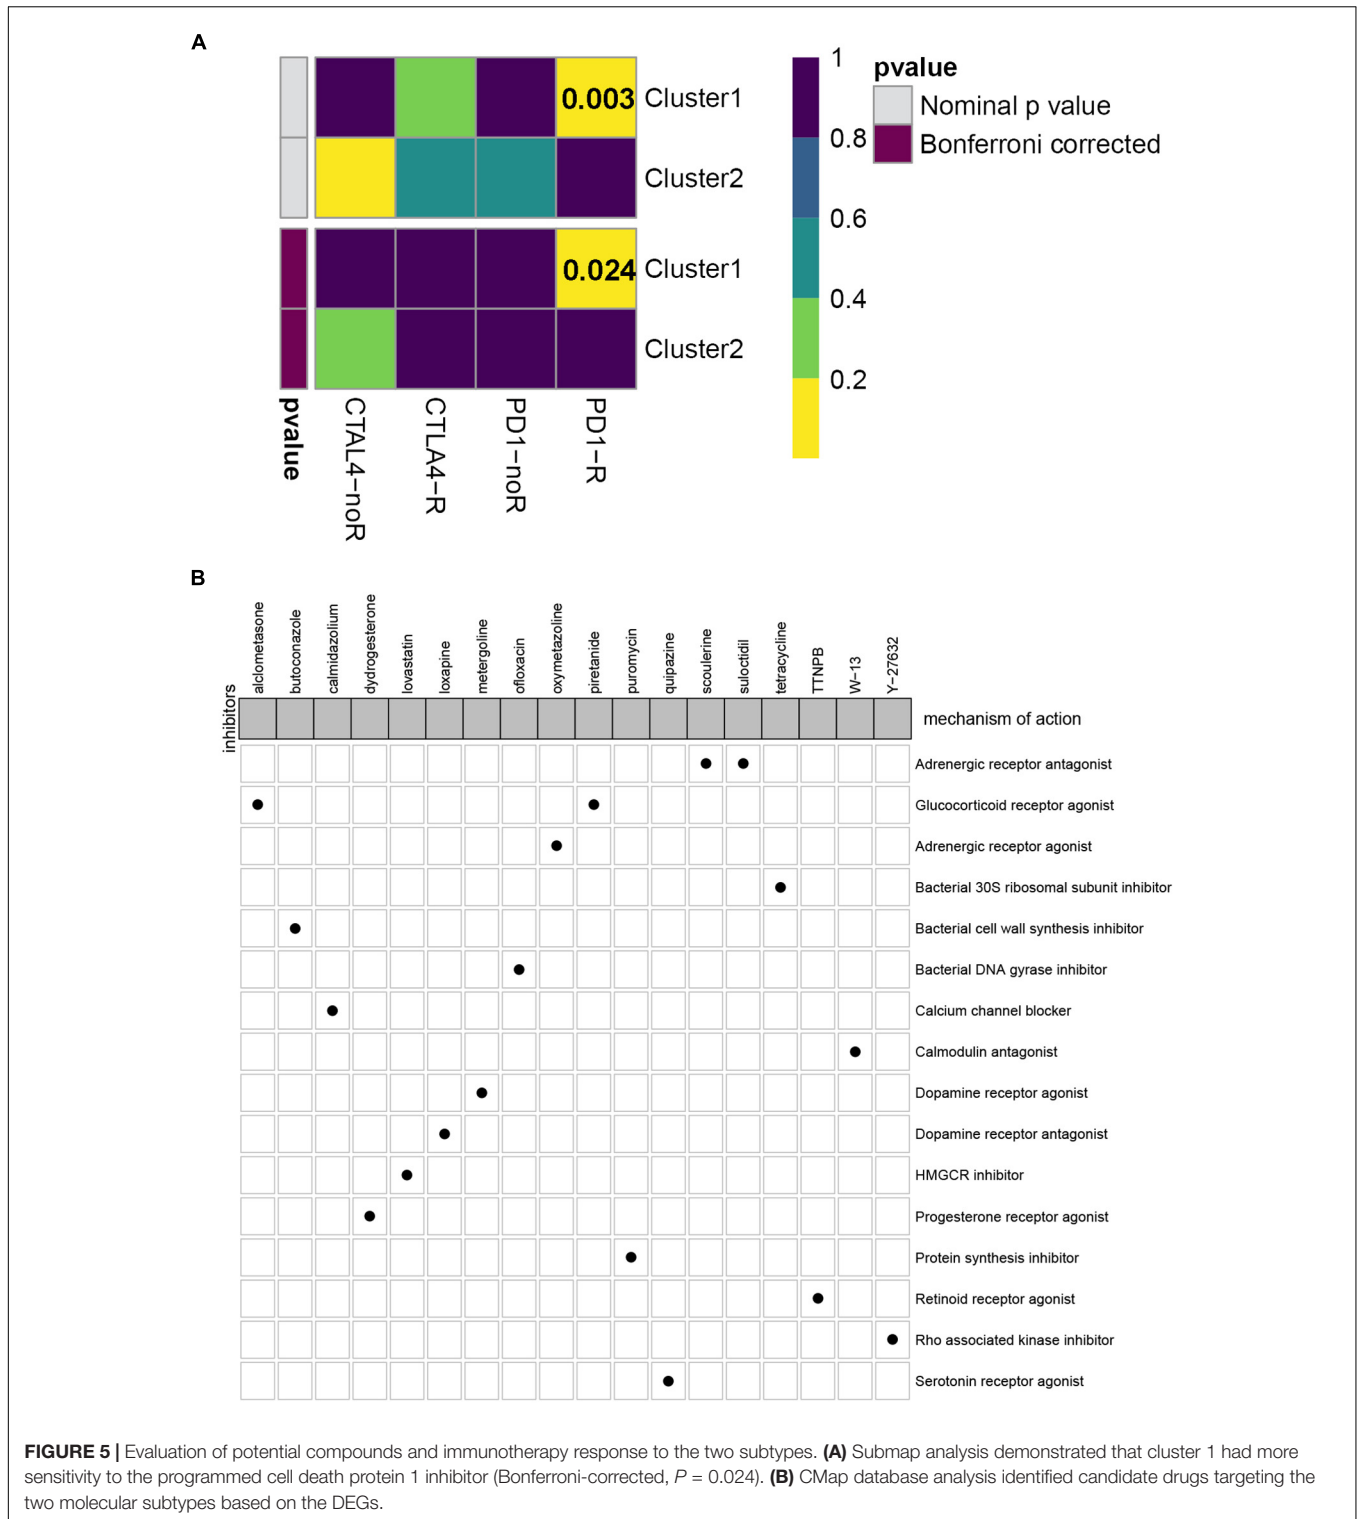 A
0.003
Cluster1
Cluster2
0.024
Cluster1
Cluster2
pvalue
CTAL4−noR
CTLA4−R
PD1−noR
PD1−R
1
0.8
0.6
0.4
0.2
pvalue
Nominal p value
Bonferroni corrected
B
inhibitors
alclometasone
butoconazole
calmidazolium
dydrogesterone
lovastatin
loxapine
metergoline
ofloxacin
oxymetazoline
piretanide
puromycin
quipazine
scoulerine
suloctidil
tetracycline
TTNPB
W−13
Y−27632
mechanism of action
Adrenergic receptor antagonist
Glucocorticoid receptor agonist
Adrenergic receptor agonist
Bacterial 30S ribosomal subunit inhibitor
Bacterial cell wall synthesis inhibitor
Bacterial DNA gyrase inhibitor
Calcium channel blocker
Calmodulin antagonist
Dopamine receptor agonist
Dopamine receptor antagonist
HMGCR inhibitor
Progesterone receptor agonist
Protein synthesis inhibitor
Retinoid receptor agonist
Rho associated kinase inhibitor
Serotonin receptor agonist
FIGURE 5 | Evaluation of potential compounds and immunotherapy response to the two subtypes. (A) Submap analysis demonstrated that cluster 1 had more
sensitivity to the programmed cell death protein 1 inhibitor (Bonferroni-corrected, P = 0.024). (B) CMap database analysis identified candidate drugs targeting the
two molecular subtypes based on the DEGs.